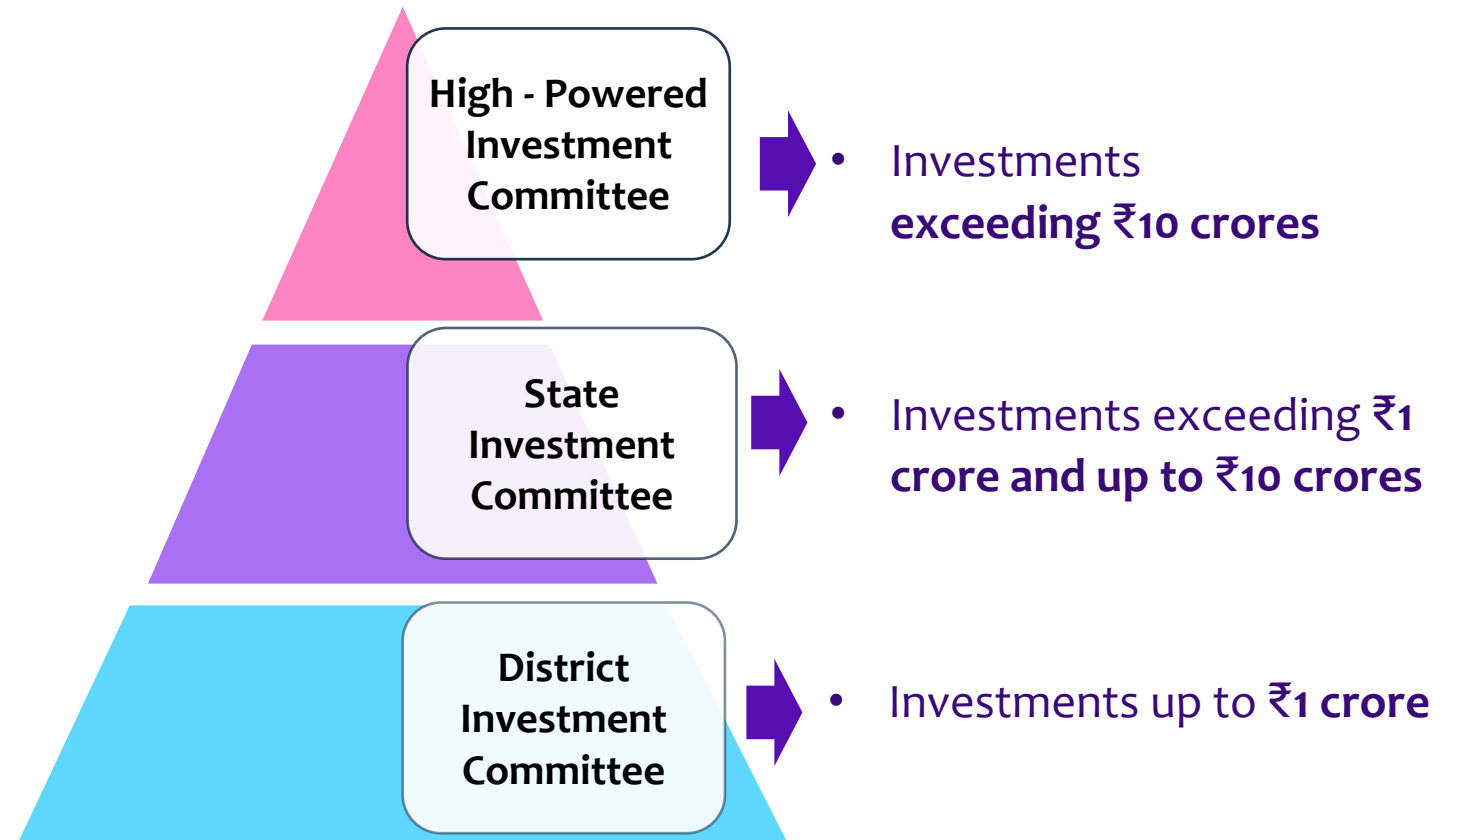 High - Powered
Investment
Committee
• Investments
exceeding ₹10 crores
State
Investment
Committee
• Investments exceeding ₹1
crore and up to ₹10 crores
District
Investment
Committee
• Investments up to ₹1 crore